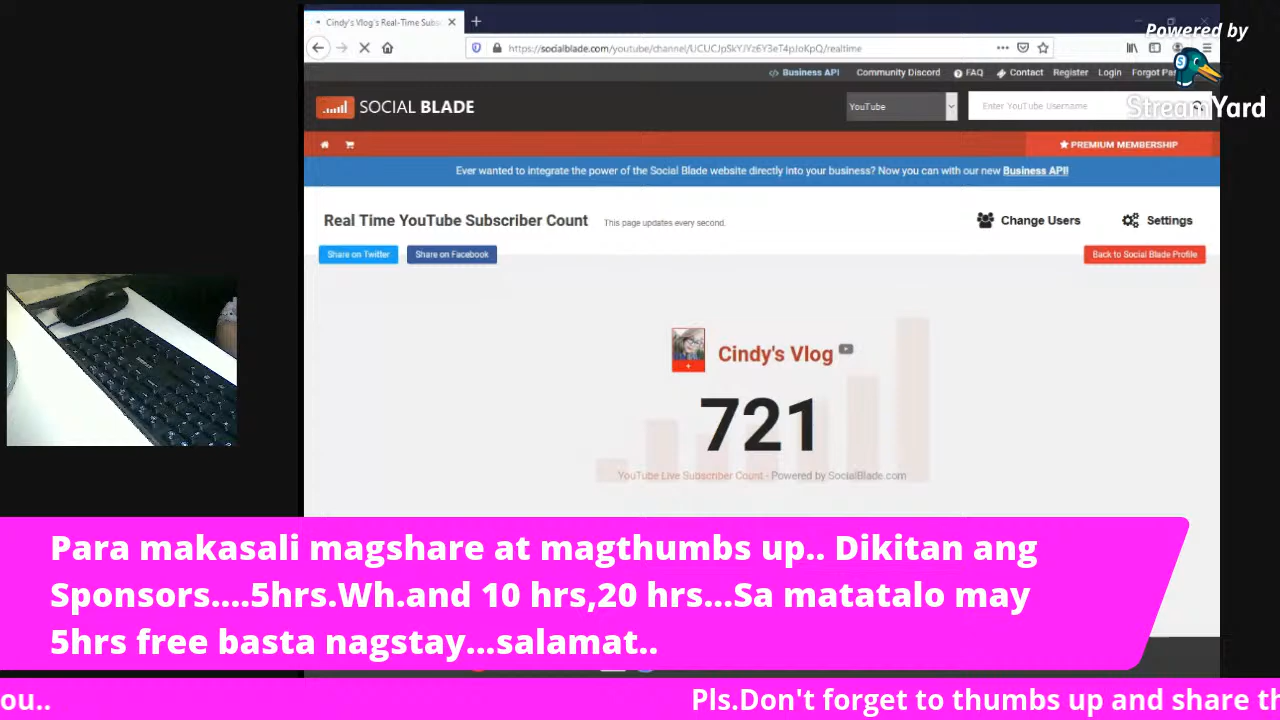 Cindy's Vlog's Real-Time Subsc
Powered by
https://socialblade.com/youtube/channel/UCUCJpSkYJYz6Y3eT4pJoKpQ/realtime
StreamYard
Business API Community Discord FAQ Contact Register Login Forgot
SOCIAL BLADE YouTube Enter YouTube Username
PREMIUM MEMBERSHIP
Ever wanted to integrate the power of the Social Blade website directly into your business? Now you can with our new Business API!
Real Time YouTube Subscriber Count This page updates every second. Change Users Settings
Share on Twitter Share on Facebook Back to Social Blade Profile
Cindy's Vlog
721
YouTube Live Subscriber Count - Powered by SocialBlade.com
Para makasali magshare at magthumbs up.. Dikitan ang
Sponsors....5hrs.Wh.and 10 hrs,20 hrs...Sa matatalo may
5hrs free basta nagstay...salamat..
ou.. Pls.Don't forget to thumbs up and share th